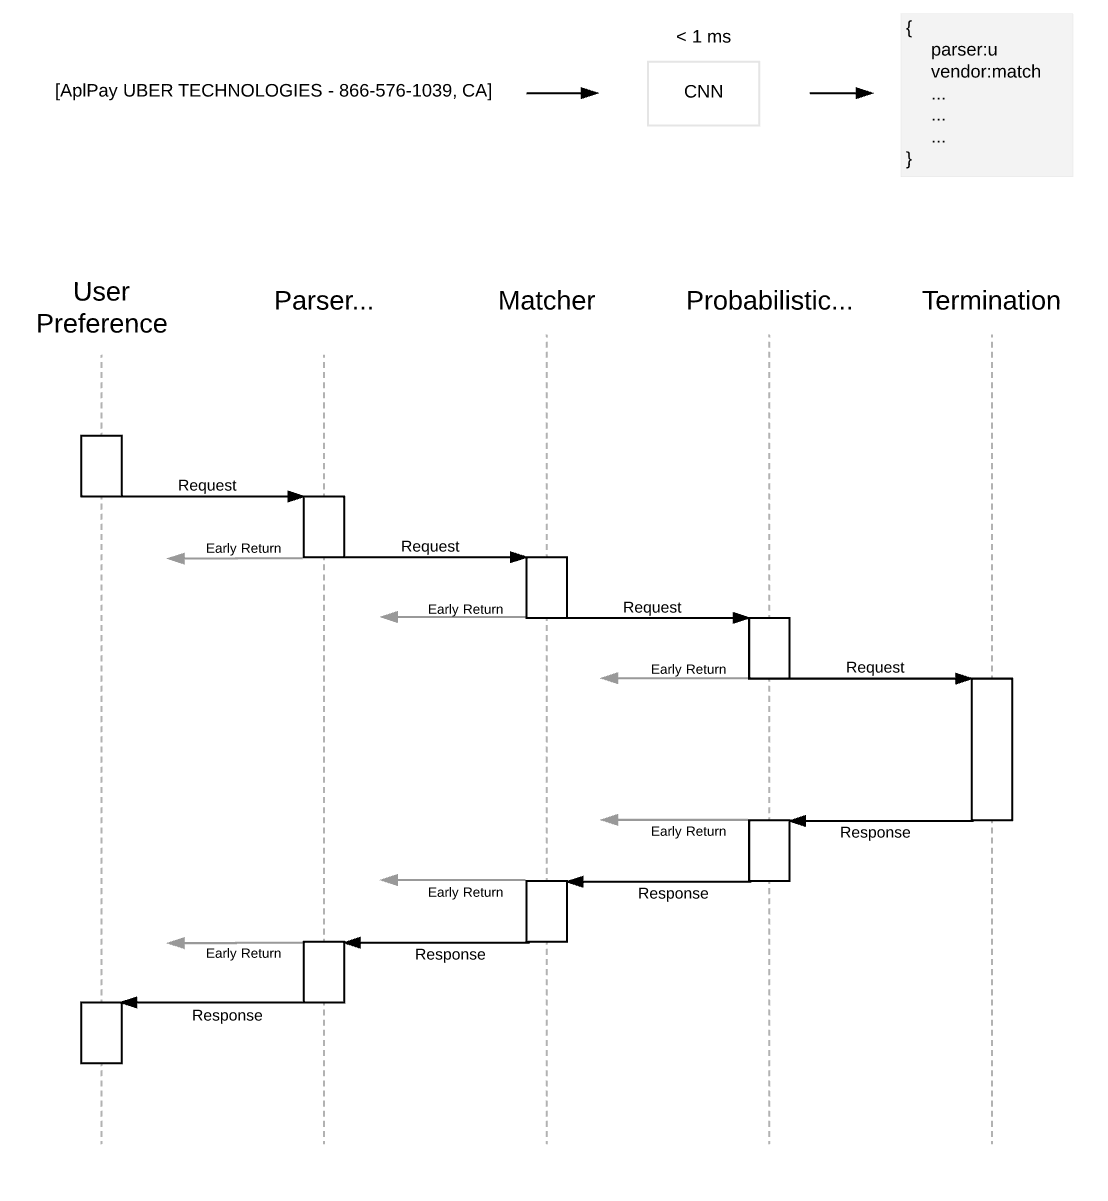 < 1 ms
[AplPay UBER TECHNOLOGIES - 866-576-1039, CA]
CNN
{
parser:u
vendor:match
...
...
...
}
User
Preference
Parser...
Matcher
Probabilistic...
Termination
Request
Early Return
Request
Early Return
Request
Early Return
Request
Early Return
Response
Early Return
Response
Early Return
Response
Response